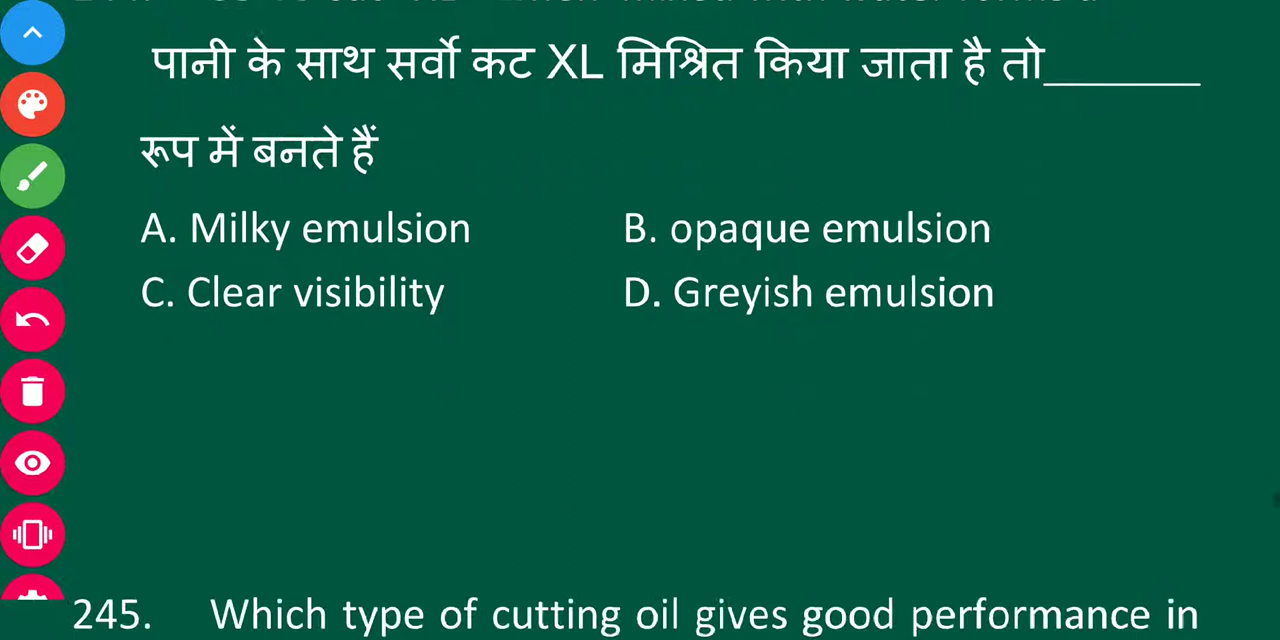 पानी के साथ सर्वो कट XL मिश्रित किया जाता है तो________
रूप में बनते हैं
A. Milky emulsion B. opaque emulsion
C. Clear visibility D. Greyish emulsion
245. Which type of cutting oil gives good performance in